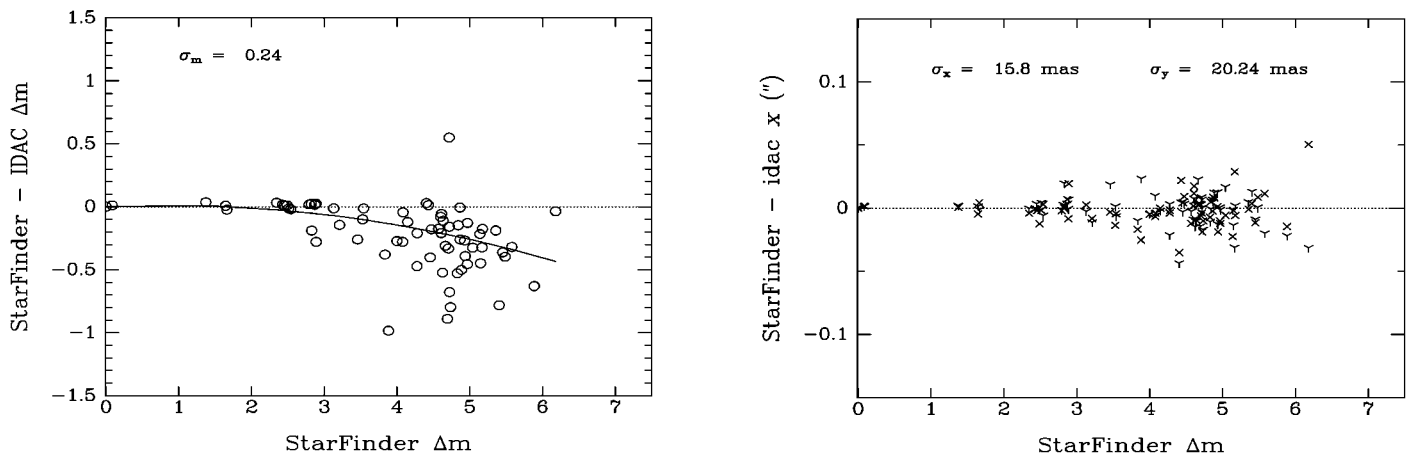 1.5
1
0.5
0
−0.5
−1
−1.5
0 1 2 3 4 5 6 7
StarFinder − IDAC Δm
σm = 0.24
StarFinder Δm
0.1
0
−0.1
0 1 2 3 4 5 6 7
StarFinder − idac x (")
σx = 15.8 mas σy = 20.24 mas
StarFinder Δm